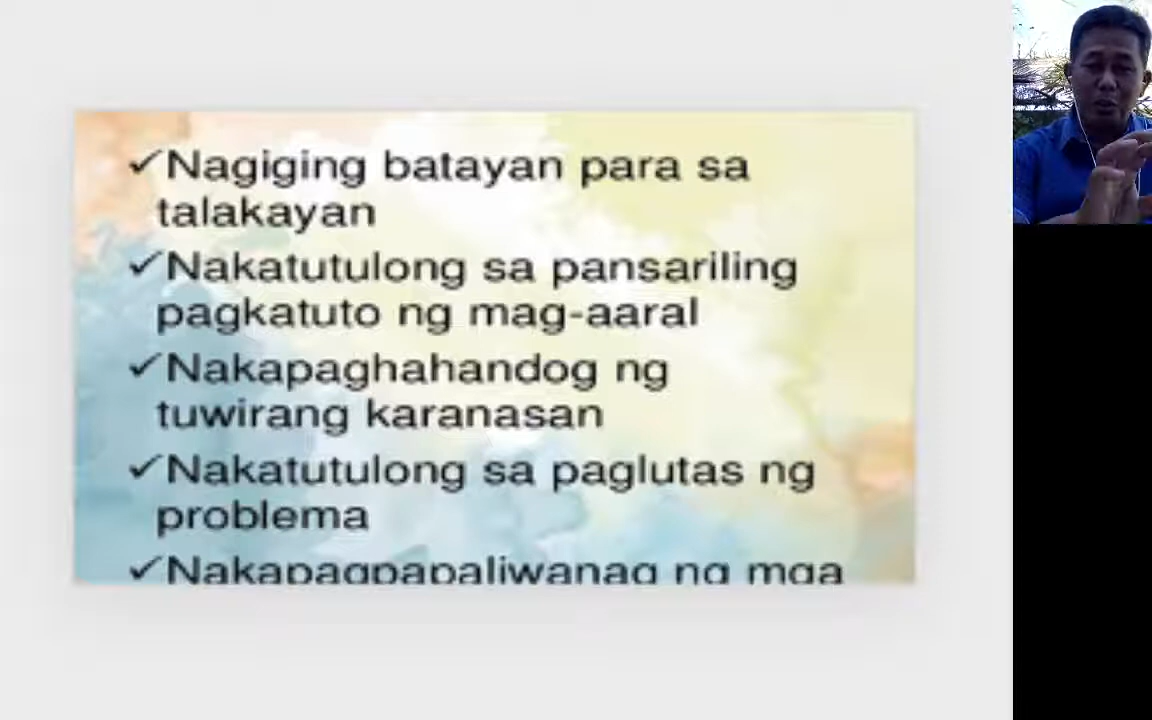 ✓Nagiging batayan para sa
talakayan
✓Nakatutulong sa pansariling
pagkatuto ng mag-aaral
✓Nakapaghahandog ng
tuwirang karanasan
✓Nakatutulong sa paglutas ng
problema
✓Nakapagpapaliwanag ng mga